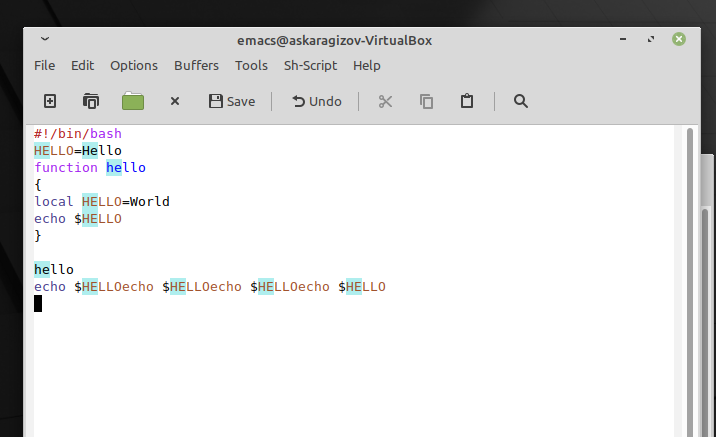 emacs@askaragizov-VirtualBox
File Edit Options Buffers Tools Sh-Script Help
Save Undo
#!/bin/bash
HELLO=Hello
function hello
{
local HELLO=World
echo $HELLO
}
hello
echo $HELLOecho $HELLOecho $HELLOecho $HELLO